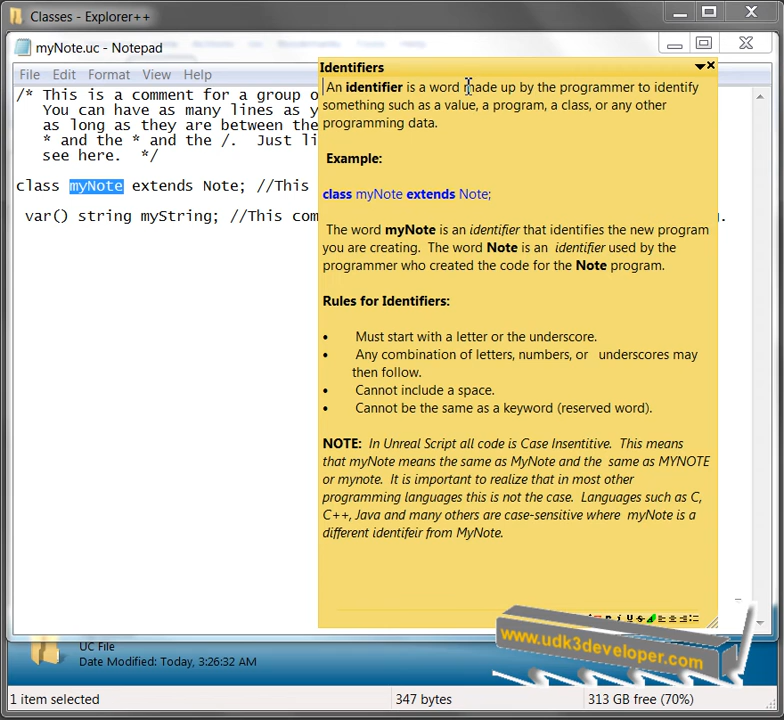 Classes - Explorer++
myNote.uc - Notepad
File Edit Format View Help
/* This is a comment for a group o
You can have as many lines as y
as long as they are between the
* and the * and the /. Just li
see here. */
class myNote extends Note; //This
var() string myString; //This com
g.
Identifiers
An identifier is a word made up by the programmer to identify
something such as a value, a program, a class, or any other
programming data.
Example:
class myNote extends Note;
The word myNote is an identifier that identifies the new program
you are creating. The word Note is an identifier used by the
programmer who created the code for the Note program.
Rules for Identifiers:
• Must start with a letter or the underscore.
• Any combination of letters, numbers, or underscores may
then follow.
• Cannot include a space.
• Cannot be the same as a keyword (reserved word).
NOTE: In Unreal Script all code is Case Insentitive. This means
that myNote means the same as MyNote and the same as MYNOTE
or mynote. It is important to realize that in most other
programming languages this is not the case. Languages such as C,
C++, Java and many others are case-sensitive where myNote is a
different identifeir from MyNote.
www.udk3developer.com
UC File
Date Modified: Today, 3:26:32 AM
1 item selected
347 bytes
313 GB free (70%)